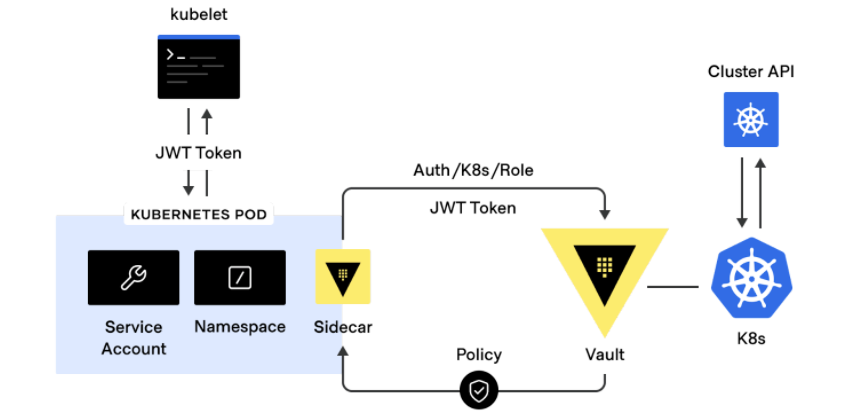 kubelet
Cluster API
JWT Token
Auth/K8s/Role
JWT Token
KUBERNETES POD
Service
Account
Namespace
Sidecar
Policy
Vault
K8s